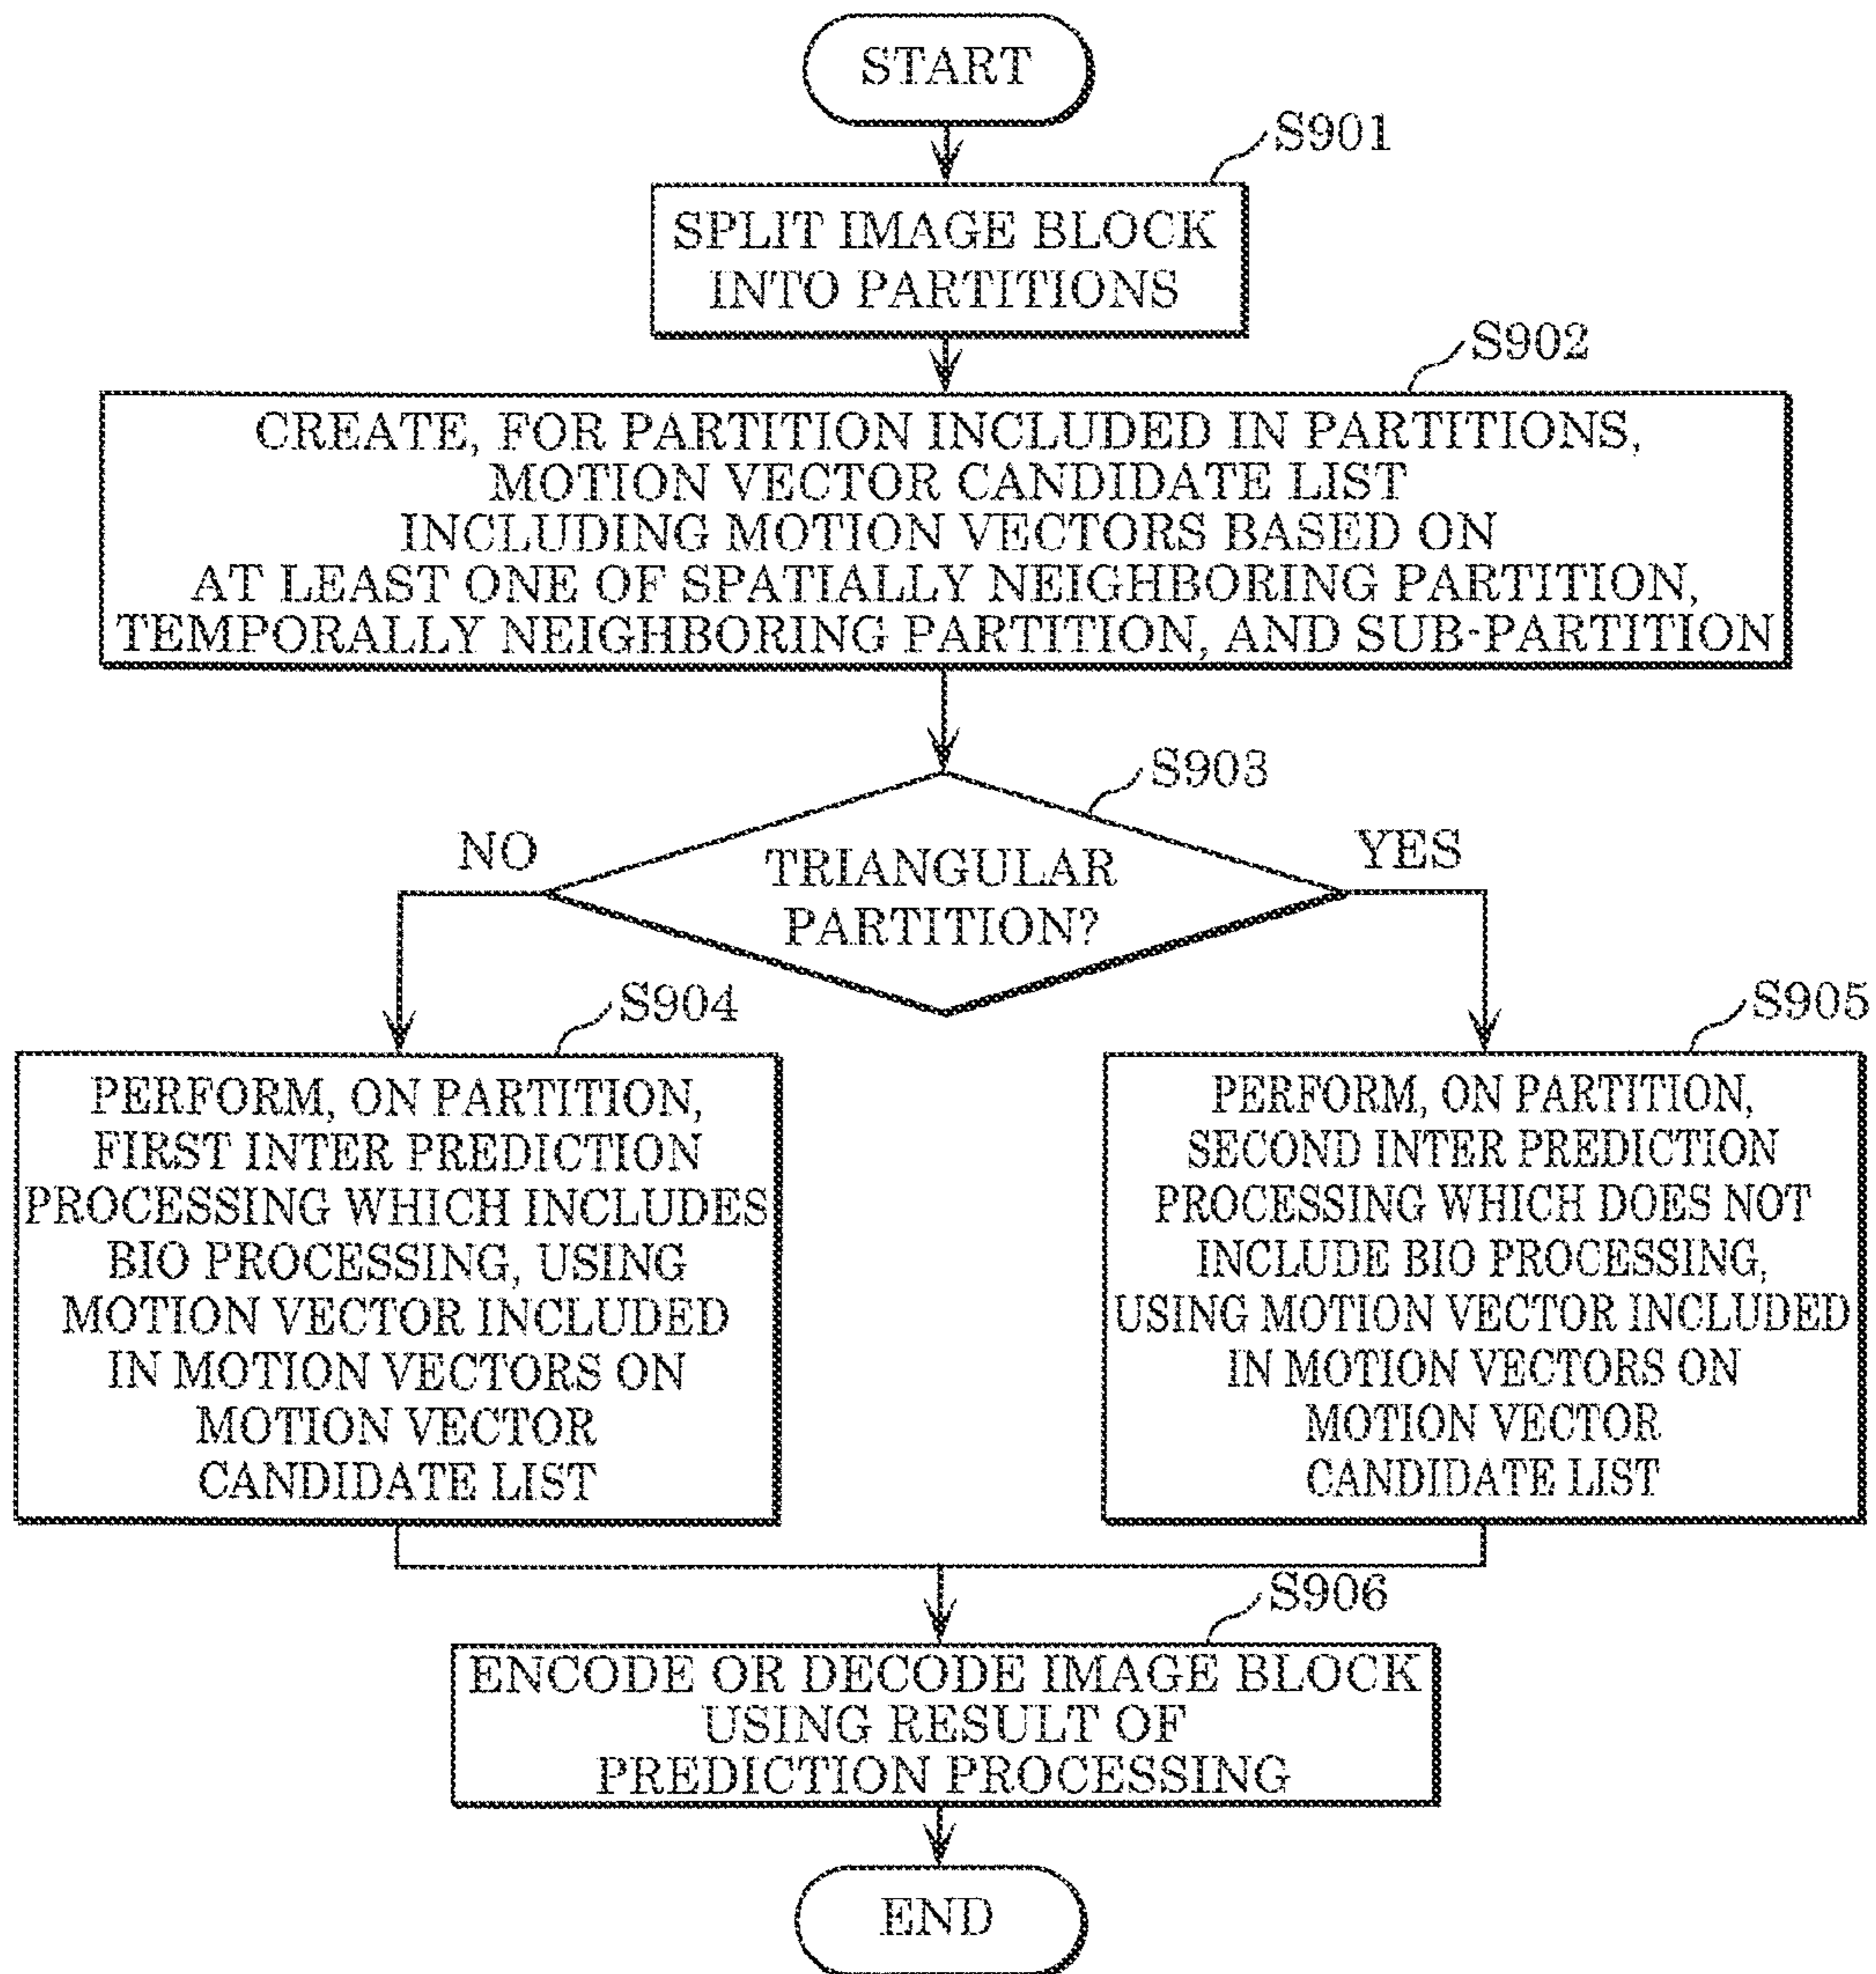 START
S901
SPLIT IMAGE BLOCK
INTO PARTITIONS
S902
CREATE, FOR PARTITION INCLUDED IN PARTITIONS,
MOTION VECTOR CANDIDATE LIST
INCLUDING MOTION VECTORS BASED ON
AT LEAST ONE OF SPATIALLY NEIGHBORING PARTITION,
TEMPORALLY NEIGHBORING PARTITION, AND SUB-PARTITION
S903
NO
TRIANGULAR
PARTITION?
YES
S904
PERFORM, ON PARTITION,
FIRST INTER PREDICTION
PROCESSING WHICH INCLUDES
BIO PROCESSING, USING
MOTION VECTOR INCLUDED
IN MOTION VECTORS ON
MOTION VECTOR
CANDIDATE LIST
S905
PERFORM, ON PARTITION,
SECOND INTER PREDICTION
PROCESSING WHICH DOES NOT
INCLUDE BIO PROCESSING,
USING MOTION VECTOR INCLUDED
IN MOTION VECTORS ON
MOTION VECTOR
CANDIDATE LIST
S906
ENCODE OR DECODE IMAGE BLOCK
USING RESULT OF
PREDICTION PROCESSING
END